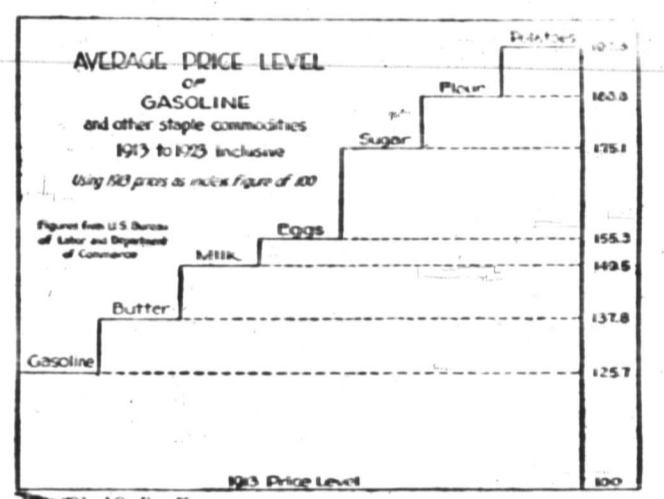 Potatoes
197.3
AVERAGE PRICE LEVEL
OF
GASOLINE
and other staple commodities
1913 to 1923 inclusive
Using 1913 prices as index figure of 100
Flour
Sugar
175.1
Figures from U.S. Bureau
of Labor and Department
of Commerce
Eggs
155.3
Milk
149.5
Butter
137.8
Gasoline
125.7
1913 Price Level
100